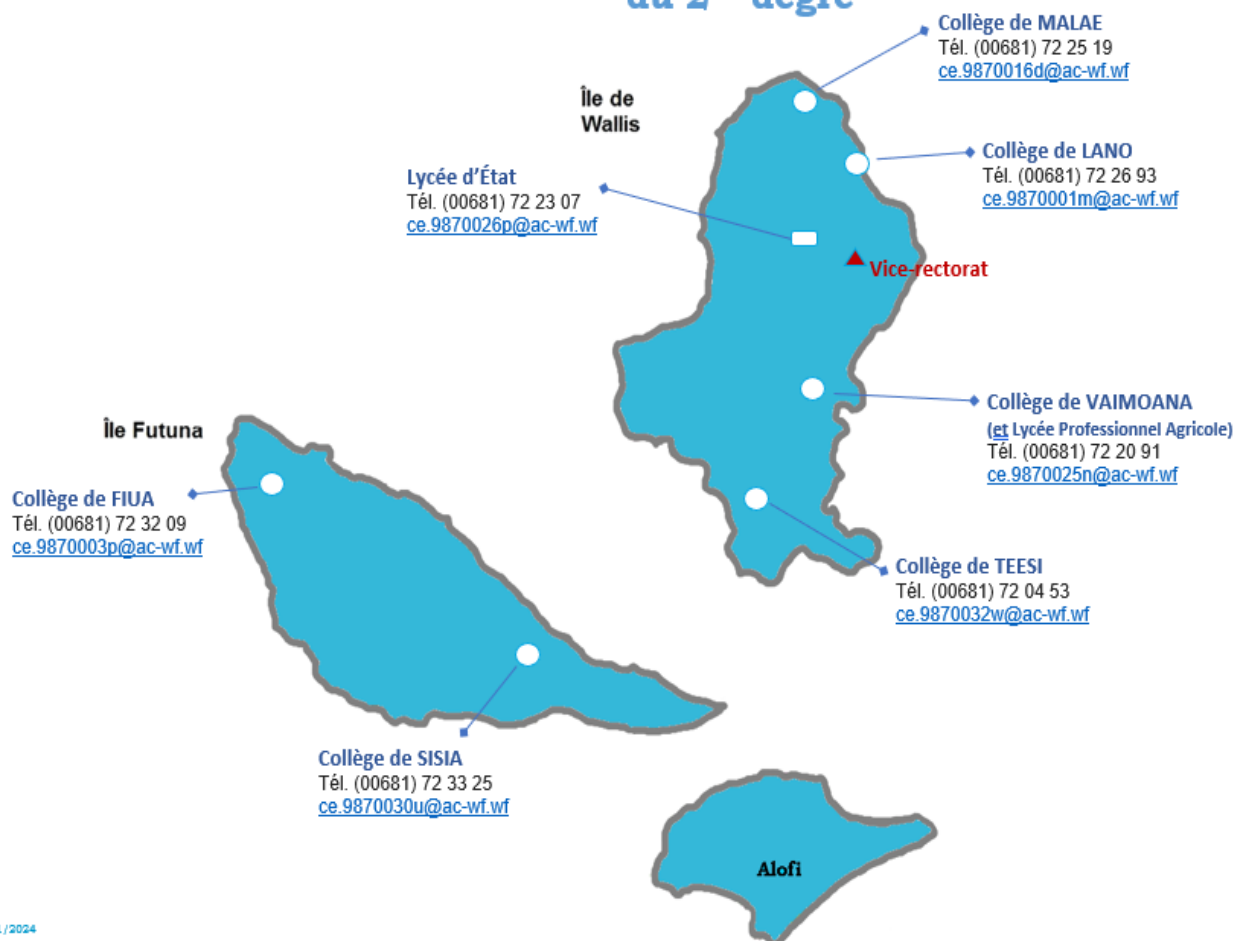 du 2 degré
Collège de MALAE
Tél. (00681) 72 25 19
ce.9870016d@ac-wf.wf
Île de
Wallis
Collège de LANO
Tél. (00681) 72 26 93
ce.9870001m@ac-wf.wf
Lycée d'État
Tél. (00681) 72 23 07
ce.9870026p@ac-wf.wf
Vice-rectorat
Collège de VAIMOANA
(et Lycée Professionnel Agricole)
Tél. (00681) 72 20 91
ce.9870025n@ac-wf.wf
Île Futuna
Collège de FIUA
Tél. (00681) 72 32 09
ce.9870003p@ac-wf.wf
Collège de TEESI
Tél. (00681) 72 04 53
ce.9870032w@ac-wf.wf
Collège de SISIA
Tél. (00681) 72 33 25
ce.9870030u@ac-wf.wf
Alofi
/2024